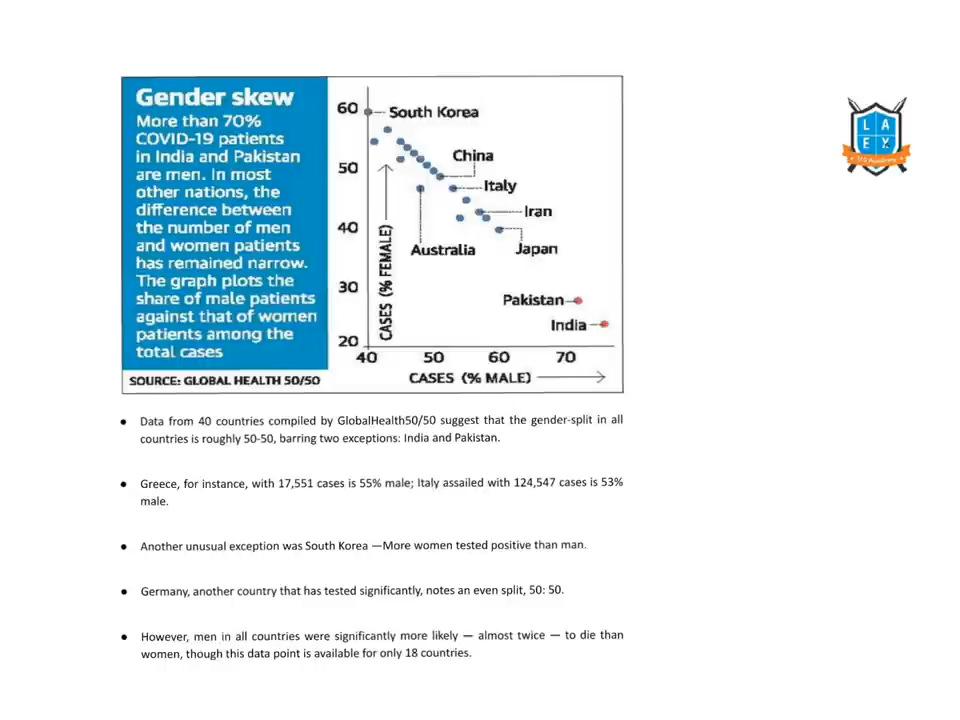 Gender skew
More than 70%
COVID-19 patients
in India and Pakistan
are men. In most
other nations, the
difference between
the number of men
and women patients
has remained narrow.
The graph plots the
share of male patients
against that of women
patients among the
total cases
SOURCE: GLOBAL HEALTH 50/50
60
50
40
30
20
CASES (% FEMALE)
South Korea
China
Italy
Iran
Australia
Japan
Pakistan
India
40 50 60 70
CASES (% MALE)
L A
E X
● Data from 40 countries compiled by GlobalHealth50/50 suggest that the gender-split in all
countries is roughly 50-50, barring two exceptions: India and Pakistan.
● Greece, for instance, with 17,551 cases is 55% male; Italy assailed with 124,547 cases is 53%
male.
● Another unusual exception was South Korea —More women tested positive than man.
● Germany, another country that has tested significantly, notes an even split, 50: 50.
● However, men in all countries were significantly more likely — almost twice — to die than
women, though this data point is available for only 18 countries.